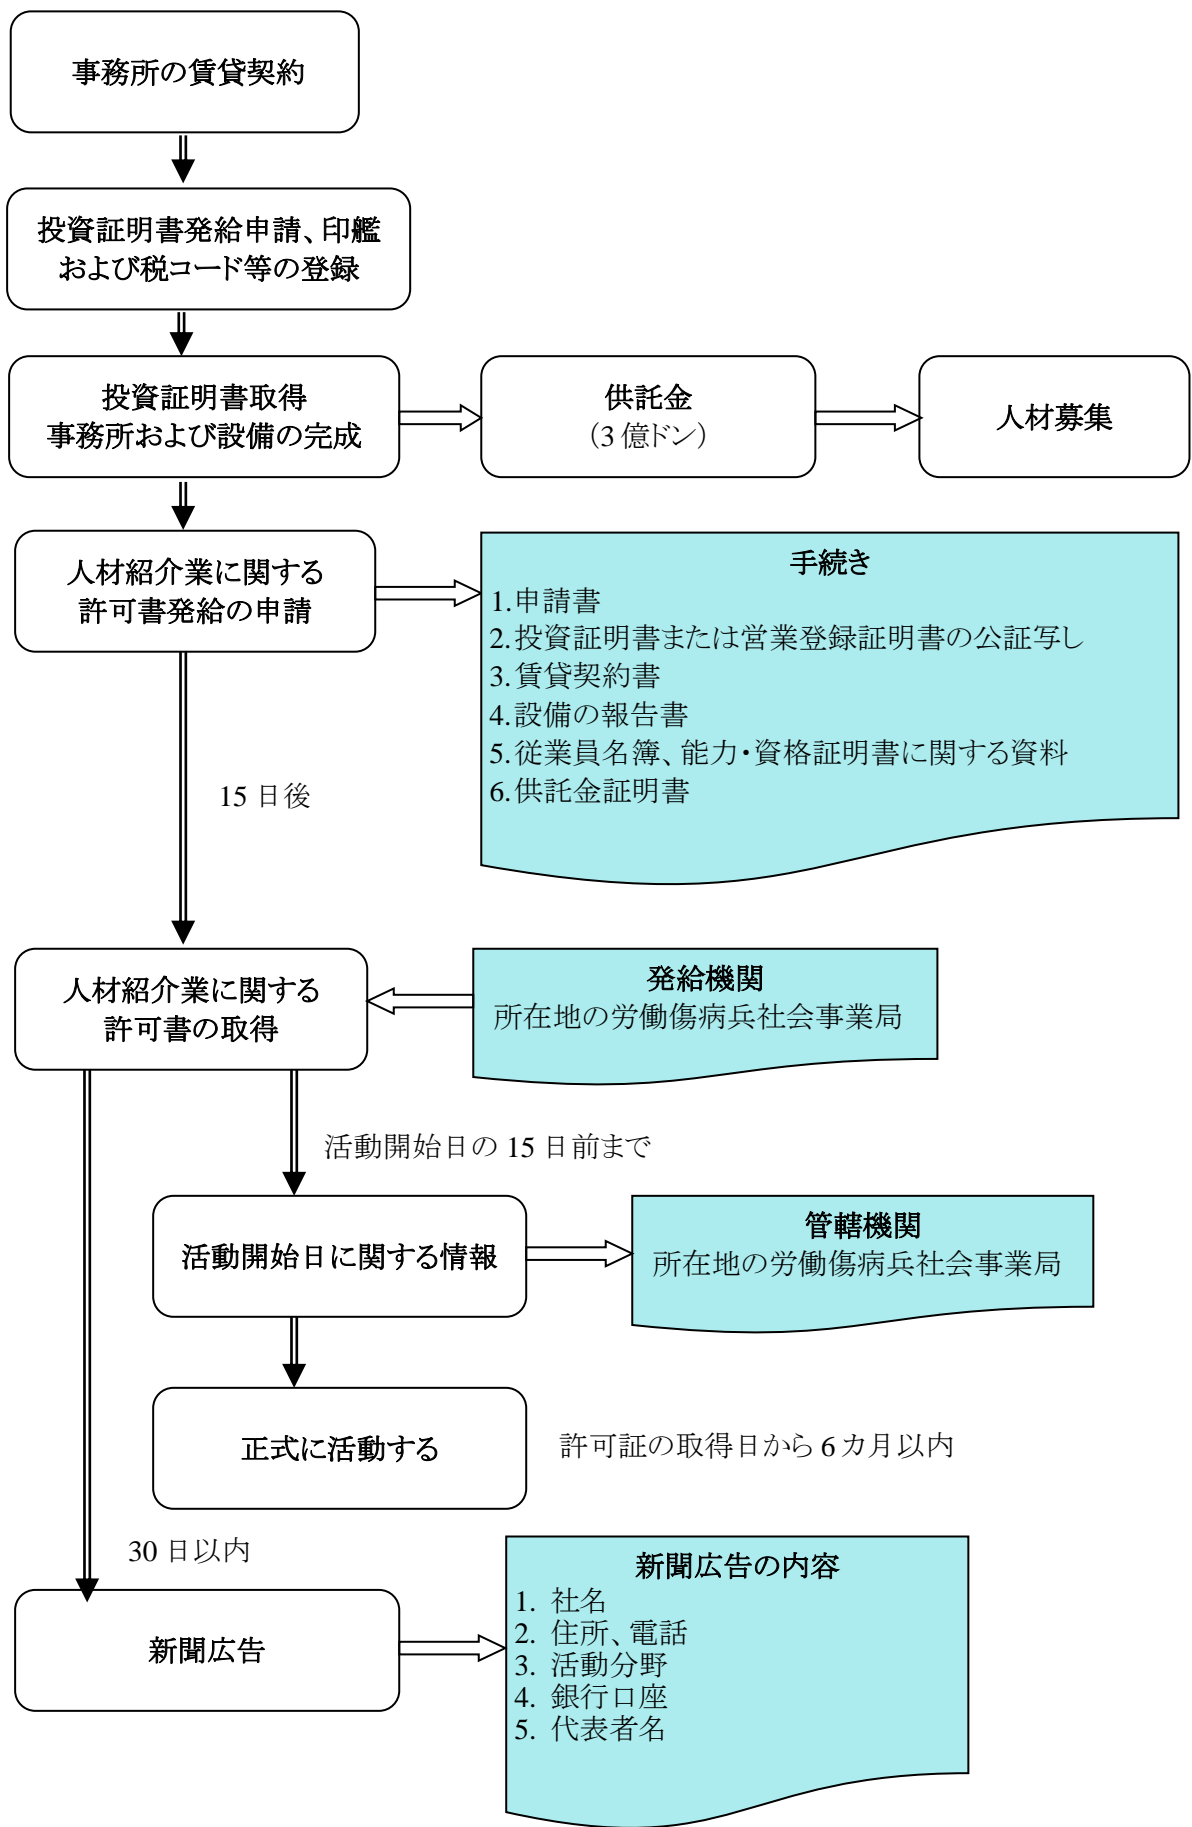 事務所の賃貸契約
投資証明書発給申請、印艦
および税コード等の登録
投資証明書取得
事務所および設備の完成
供託金
（3 億ドン）
人材募集
人材紹介業に関する
許可書発給の申請
手続き
1.申請書
2.投資証明書または営業登録証明書の公証写し
3.賃貸契約書
4.設備の報告書
5.従業員名簿、能力・資格証明書に関する資料
6.供託金証明書
15 日後
人材紹介業に関する
許可書の取得
発給機関
所在地の労働傷病兵社会事業局
活動開始日の 15 日前まで
活動開始日に関する情報
管轄機関
所在地の労働傷病兵社会事業局
正式に活動する
許可証の取得日から 6 カ月以内
30 日以内
新聞広告
新聞広告の内容
1. 社名
2. 住所、電話
3. 活動分野
4. 銀行口座
5. 代表者名